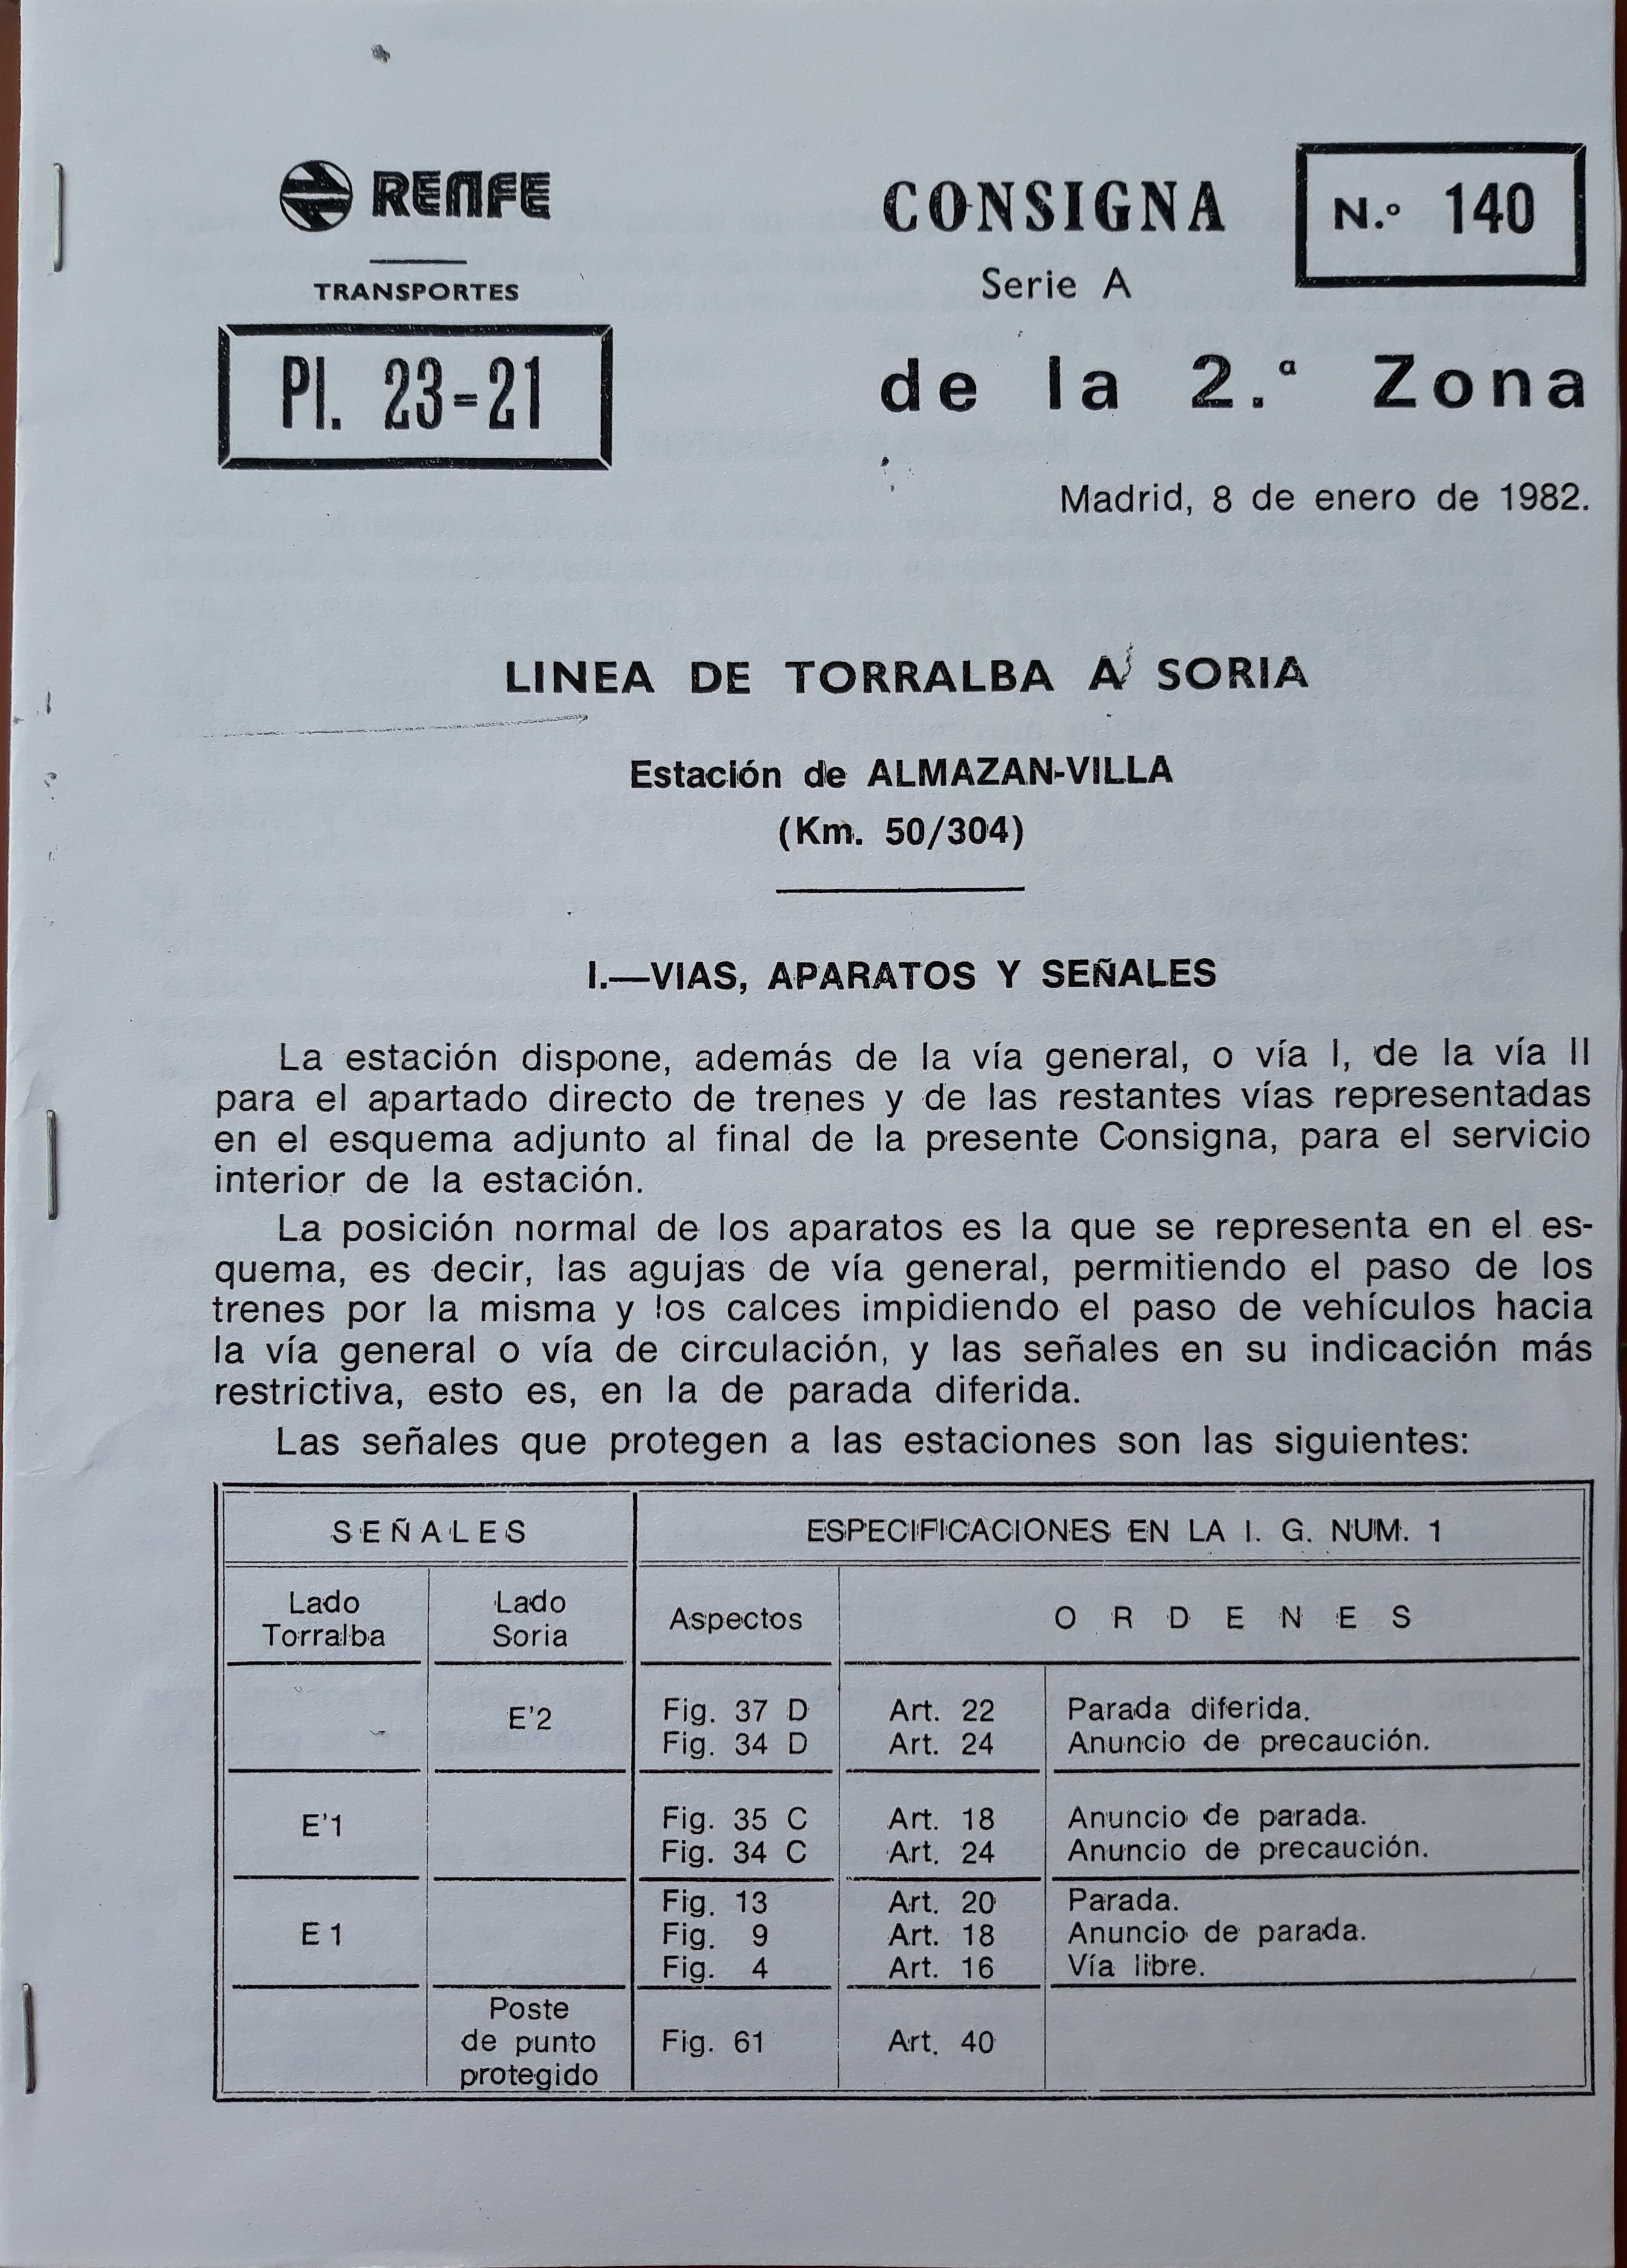 RENFE
TRANSPORTES
Pl. 23-21
CONSIGNA
Serie A
N.º 140
de la 2.ª Zona
Madrid, 8 de enero de 1982.
LINEA DE TORRALBA A SORIA
Estación de ALMAZAN-VILLA
(Km. 50/304)
I.—VIAS, APARATOS Y SEÑALES
La estación dispone, además de la vía general, o vía I, de la vía II
para el apartado directo de trenes y de las restantes vías representadas
en el esquema adjunto al final de la presente Consigna, para el servicio
interior de la estación.
La posición normal de los aparatos es la que se representa en el es-
quema, es decir, las agujas de vía general, permitiendo el paso de los
trenes por la misma y los calces impidiendo el paso de vehículos hacia
la vía general o vía de circulación, y las señales en su indicación más
restrictiva, esto es, en la de parada diferida.
Las señales que protegen a las estaciones son las siguientes:
SEÑALES ESPECIFICACIONES EN LA I. G. NUM. 1
Lado Torralba Lado Soria Aspectos ORDENES
E'2 Fig. 37 D Art. 22 Parada diferida.
Fig. 34 D Art. 24 Anuncio de precaución.
E'1 Fig. 35 C Art. 18 Anuncio de parada.
Fig. 34 C Art. 24 Anuncio de precaución.
Fig. 13 Art. 20 Parada.
E 1 Fig. 9 Art. 18 Anuncio de parada.
Fig. 4 Art. 16 Vía libre.
Poste
de punto Fig. 61 Art. 40
protegido